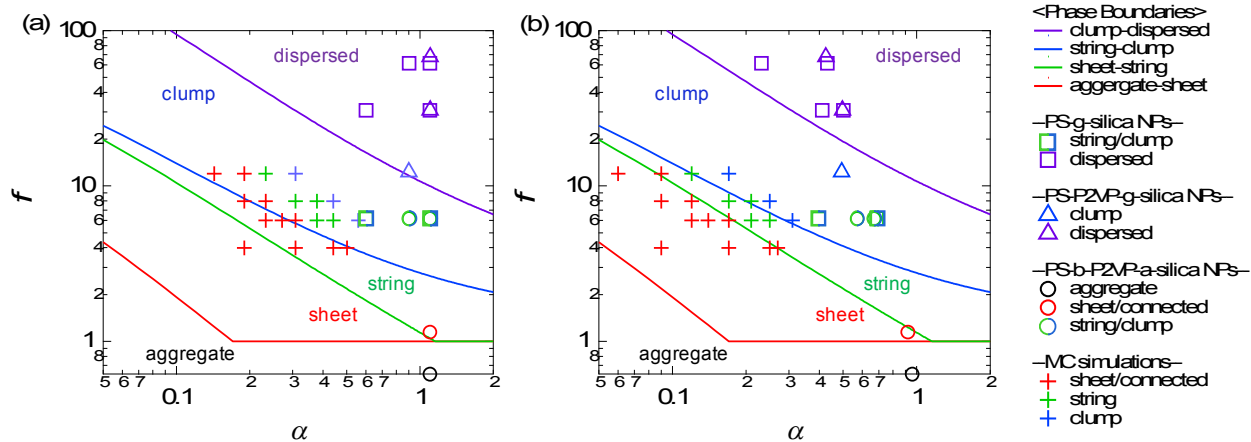 (a)
100
8
6
4
2
10
8
6
4
2
1
8
f
dispersed
clump
string
sheet
aggregate
5 6 7
0.1
2 3 4 5 6 7
1
2
α
(b)
100
8
6
4
2
10
8
6
4
2
1
8
f
dispersed
clump
string
sheet
aggregate
5 6 7
0.1
2 3 4 5 6 7
1
2
α
<Phase Boundaries>
clump-dispersed
string-clump
sheet-string
aggergate-sheet
--PS-g-silica NPs--
string/clump
dispersed
--PS-P2VP-g-silica NPs--
clump
dispersed
--PS-b-P2VP-a-silica NPs--
aggregate
sheet/connected
string/clump
--MC simulations--
sheet/connected
string
clump